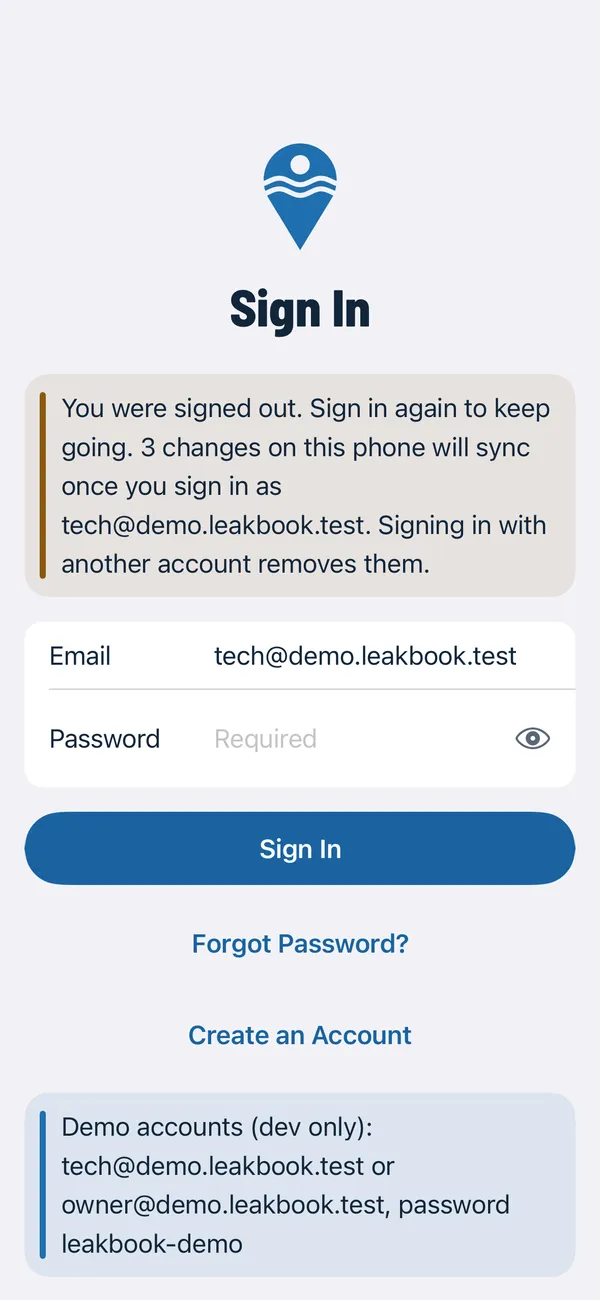 Sign In
You were signed out. Sign in again to keep
going. 3 changes on this phone will sync
once you sign in as
tech@demo.leakbook.test. Signing in with
another account removes them.
Email tech@demo.leakbook.test
Password Required
Sign In
Forgot Password?
Create an Account
Demo accounts (dev only):
tech@demo.leakbook.test or
owner@demo.leakbook.test, password
leakbook-demo